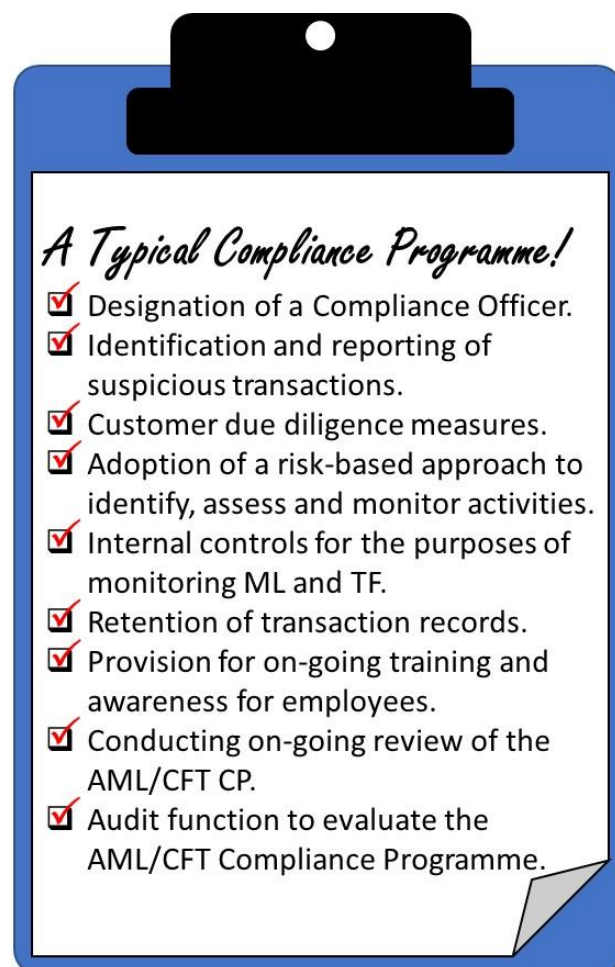 A Typical Compliance Programme!
Designation of a Compliance Officer.
Identification and reporting of
suspicious transactions.
Customer due diligence measures.
Adoption of a risk-based approach to
identify, assess and monitor activities.
Internal controls for the purposes of
monitoring ML and TF.
Retention of transaction records.
Provision for on-going training and
awareness for employees.
Conducting on-going review of the
AML/CFT CP.
Audit function to evaluate the
AML/CFT Compliance Programme.